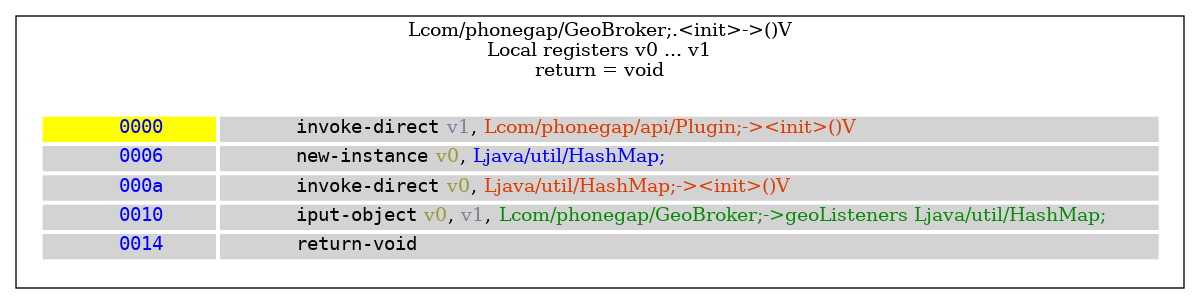 Lcom/phonegap/GeoBroker;.<init>->()V
Local registers v0 ... v1
return = void
0000 invoke-direct v1, Lcom/phonegap/api/Plugin;-><init>()V
0006 new-instance v0, Ljava/util/HashMap;
000a invoke-direct v0, Ljava/util/HashMap;-><init>()V
0010 iput-object v0, v1, Lcom/phonegap/GeoBroker;->geoListeners Ljava/util/HashMap;
0014 return-void